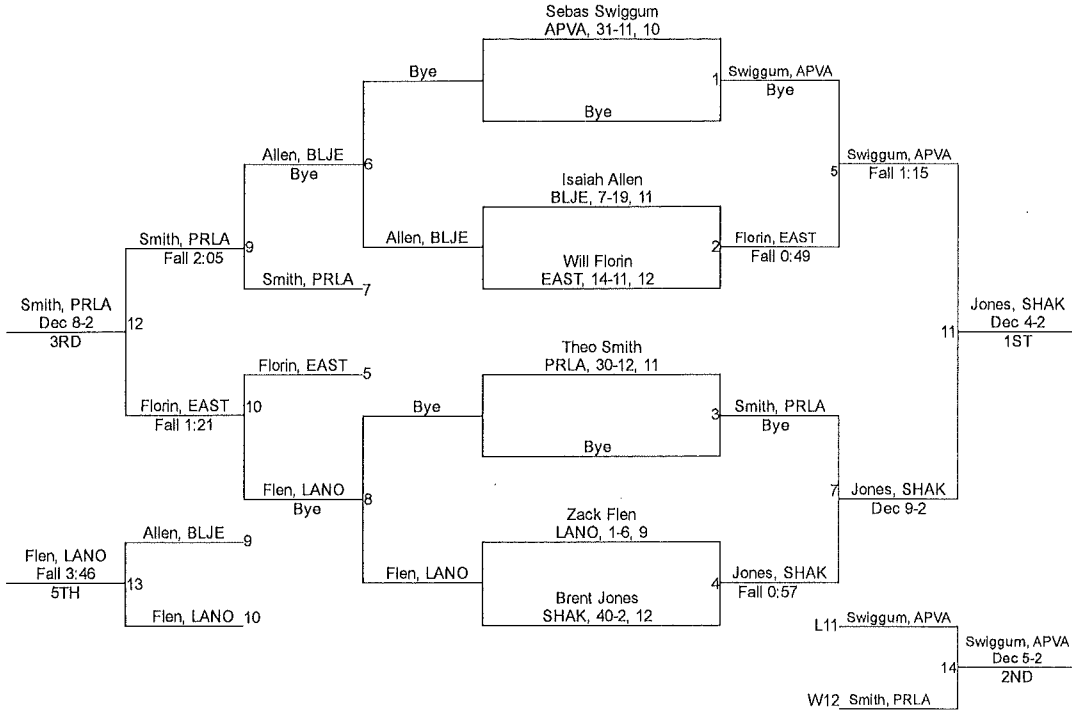 Sebas Swiggum
APVA, 31-11, 10
Bye
1
Swiggum, APVA
Bye
Bye
Allen, BLJE
Bye
6
5
Swiggum, APVA
Fall 1:15
Isaiah Allen
BLJE, 7-19, 11
Smith, PRLA
Fall 2:05
9
Allen, BLJE
2
Florin, EAST
Fall 0:49
Will Florin
EAST, 14-11, 12
Smith, PRLA
7
Smith, PRLA
Dec 8-2
3RD
12
11
Jones, SHAK
Dec 4-2
1ST
Theo Smith
PRLA, 30-12, 11
Florin, EAST
5
Florin, EAST
Fall 1:21
10
Bye
3
Smith, PRLA
Bye
Bye
Flen, LANO
Bye
8
7
Jones, SHAK
Dec 9-2
Zack Flen
LANO, 1-6, 9
Allen, BLJE
9
Flen, LANO
Fall 3:46
5TH
13
Flen, LANO
4
Jones, SHAK
Fall 0:57
Brent Jones
SHAK, 40-2, 12
Flen, LANO
10
L11
Swiggum, APVA
14
Swiggum, APVA
Dec 5-2
2ND
W12
Smith, PRLA